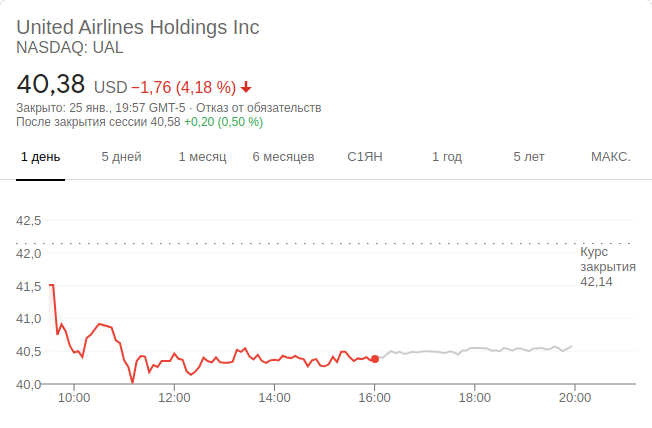 United Airlines Holdings Inc
NASDAQ: UAL
40,38 USD −1,76 (4,18 %)
Закрыто: 25 янв., 19:57 GMT-5 · Отказ от обязательств
После закрытия сессии 40,58 +0,20 (0,50 %)
1 день 5 дней 1 месяц 6 месяцев С1ЯН 1 год 5 лет МАКС.
42,5
42,0
41,5
41,0
40,5
40,0
Курс
закрытия
42,14
10:00 12:00 14:00 16:00 18:00 20:00